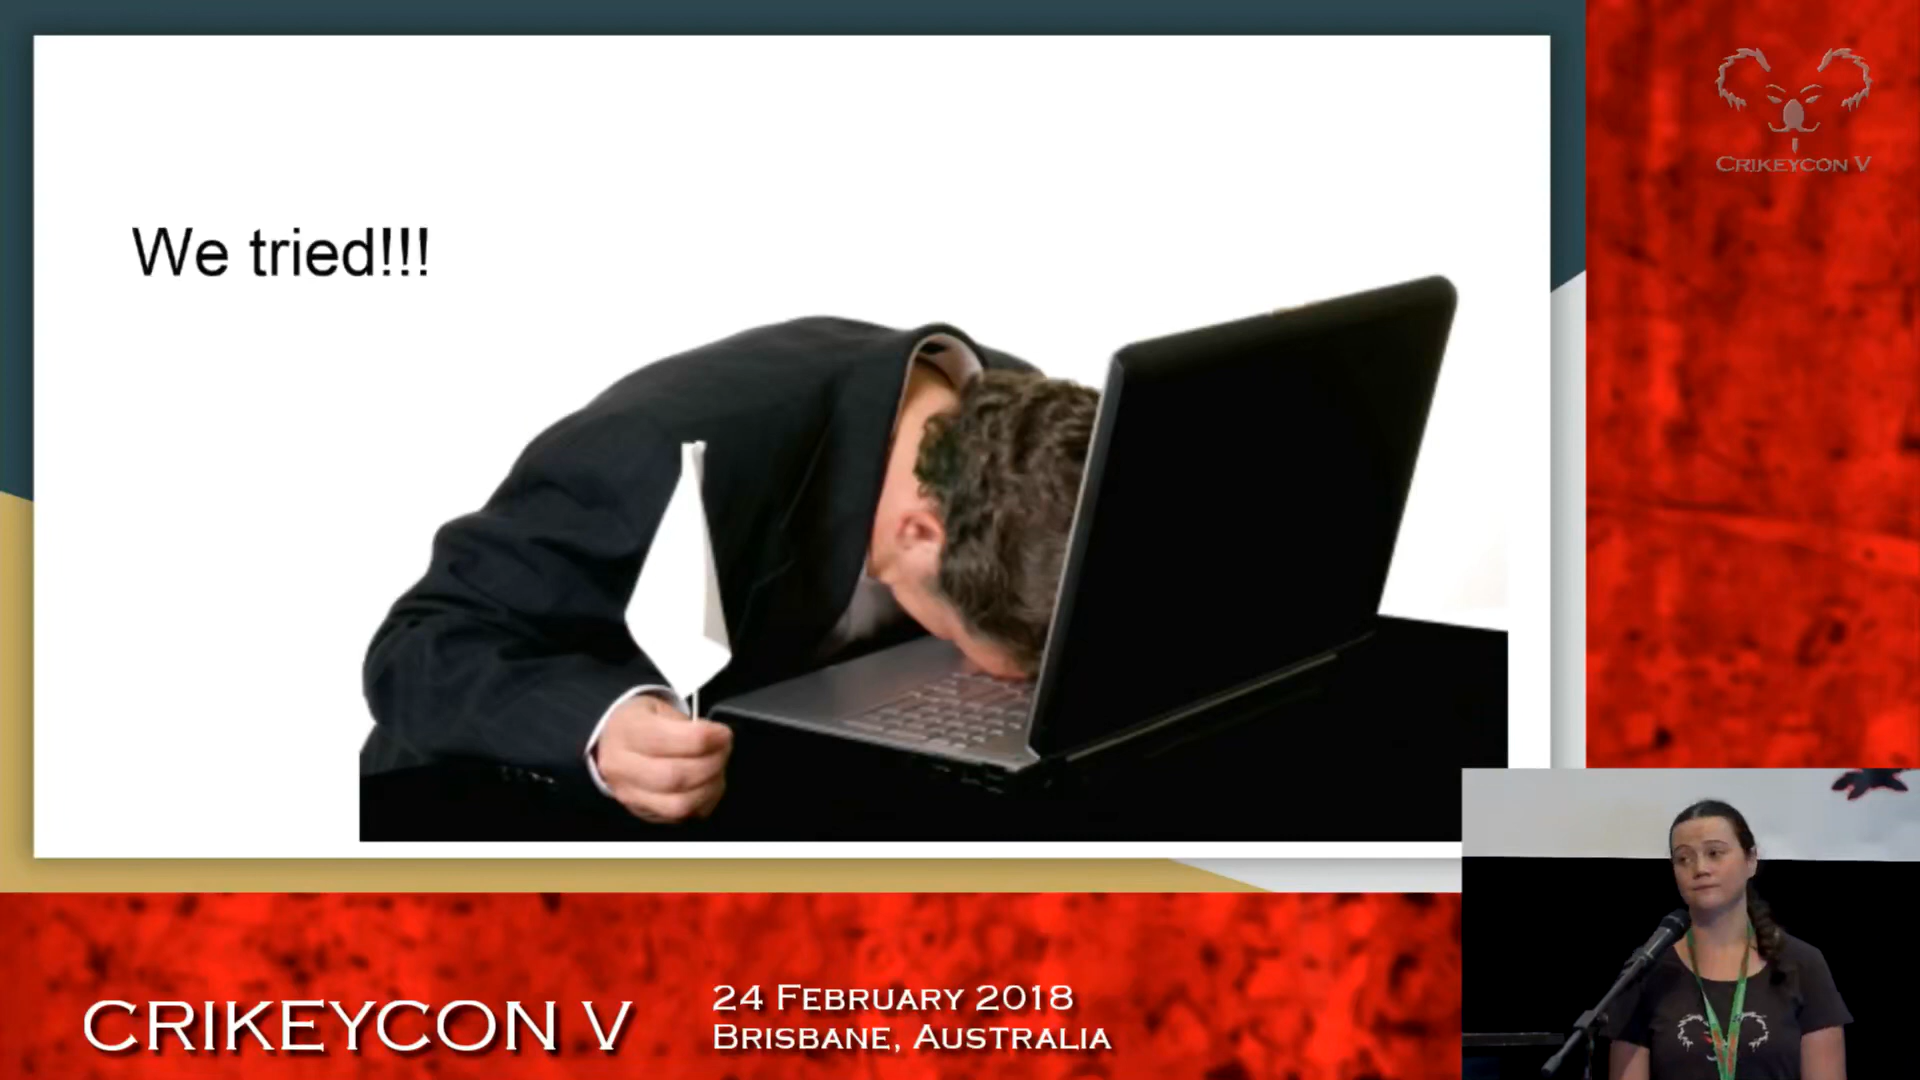 We tried!!!
CRIKEYCON V
CRIKEYCON V
24 FEBRUARY 2018
BRISBANE, AUSTRALIA